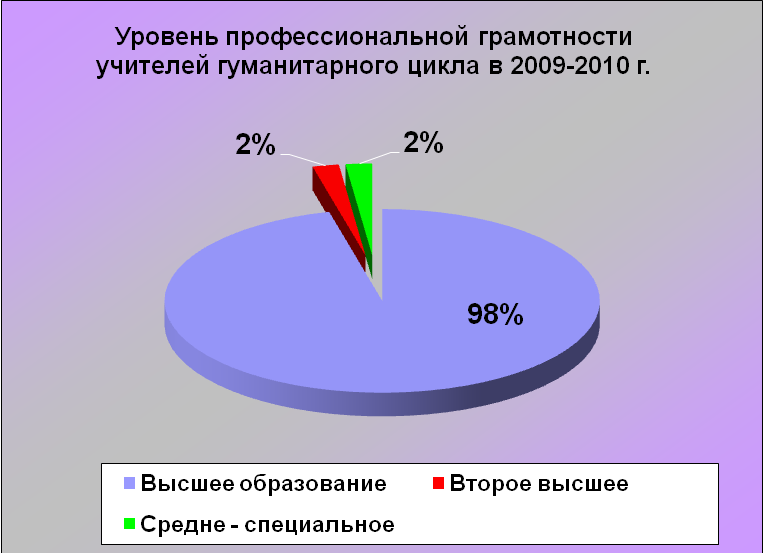 Уровень профессиональной грамотности
учителей гуманитарного цикла в 2009-2010 г.
2%
2%
98%
Высшее образование
Второе высшее
Средне - специальное